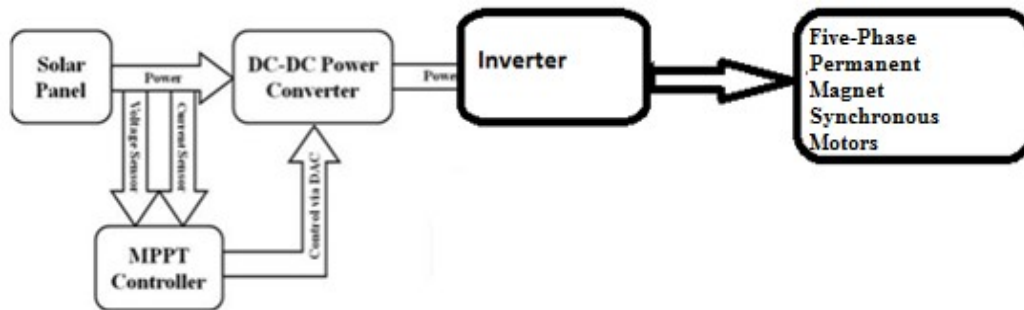 Solar
Panel
Power
Voltage Sensor
Current Sensor
DC-DC Power
Converter
Power
Inverter
Five-Phase
Permanent
Magnet
Synchronous
Motors
MPPT
Controller
Control via DAC